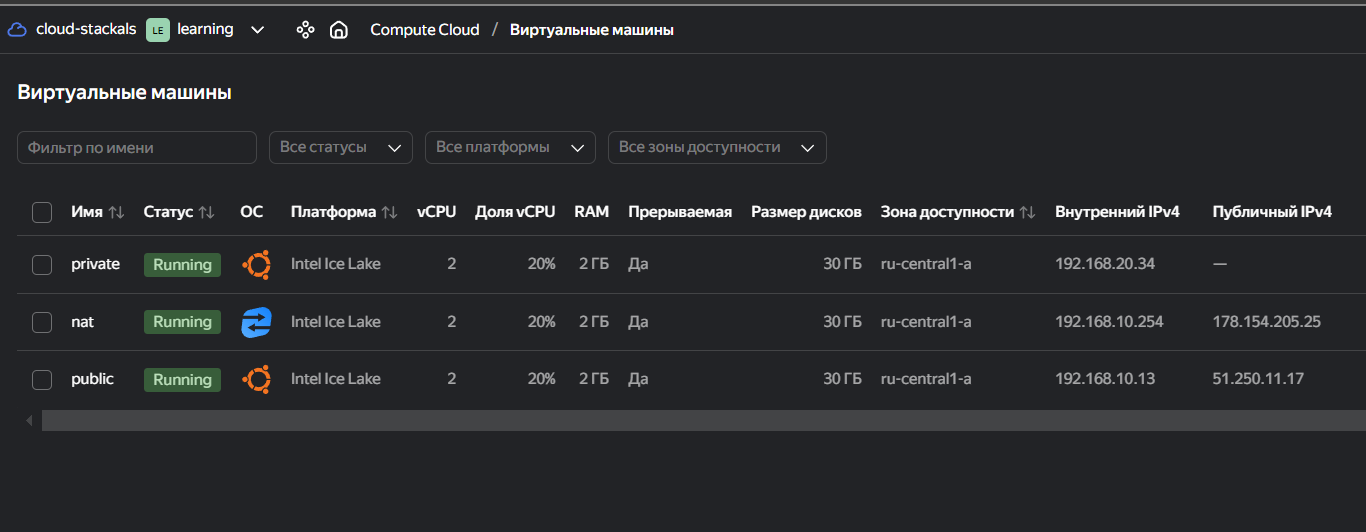 cloud-stackals LE learning Compute Cloud / Виртуальные машины
Виртуальные машины
Фильтр по имени Все статусы Все платформы Все зоны доступности
Имя Статус ОС Платформа vCPU Доля vCPU RAM Прерываемая Размер дисков Зона доступности Внутренний IPv4 Публичный IPv4
private Running Intel Ice Lake 2 20% 2 ГБ Да 30 ГБ ru-central1-a 192.168.20.34 —
nat Running Intel Ice Lake 2 20% 2 ГБ Да 30 ГБ ru-central1-a 192.168.10.254 178.154.205.25
public Running Intel Ice Lake 2 20% 2 ГБ Да 30 ГБ ru-central1-a 192.168.10.13 51.250.11.17